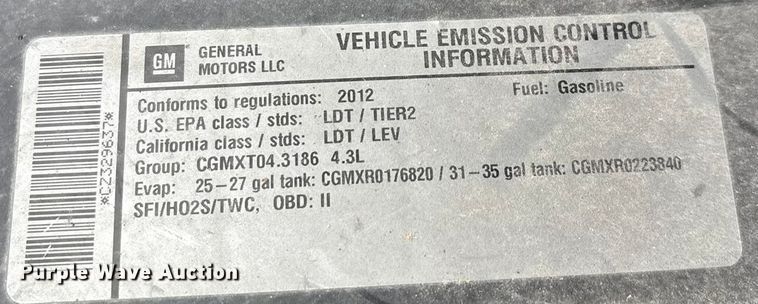 GM
GENERAL
MOTORS LLC
VEHICLE EMISSION CONTROL
INFORMATION
Conforms to regulations: 2012
Fuel: Gasoline
U.S. EPA class / stds: LDT / TIER2
California class / stds: LDT / LEV
Group: CGMXT04.3186 4.3L
Evap: 25-27 gal tank: CGMXR0176820 / 31-35 gal tank: CGMXR0223840
SFI/HO2S/TWC, OBD: II
*CZ329637*
Purple Wave Auction